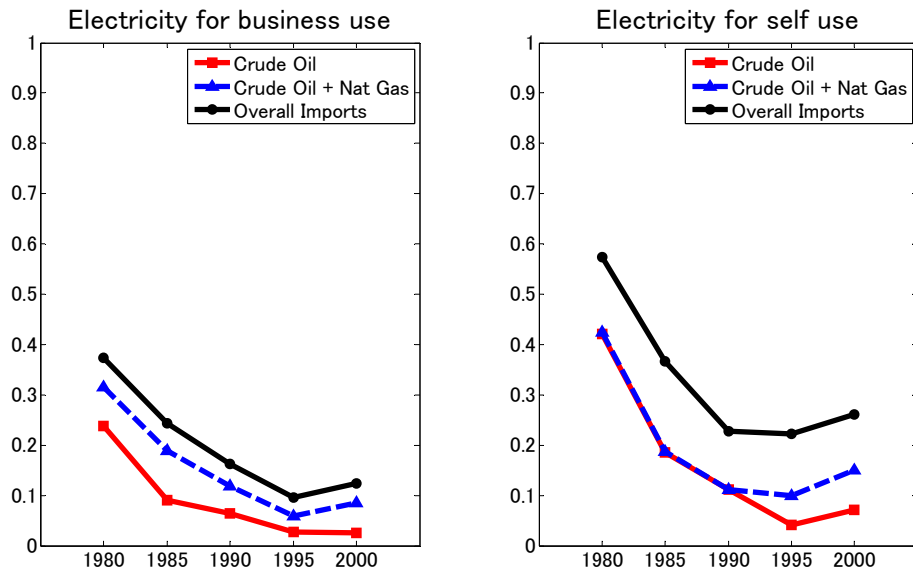 Electricity for business use
1
0.9
0.8
0.7
0.6
0.5
0.4
0.3
0.2
0.1
0
1980 1985 1990 1995 2000
Crude Oil
Crude Oil + Nat Gas
Overall Imports
Electricity for self use
1
0.9
0.8
0.7
0.6
0.5
0.4
0.3
0.2
0.1
0
1980 1985 1990 1995 2000
Crude Oil
Crude Oil + Nat Gas
Overall Imports